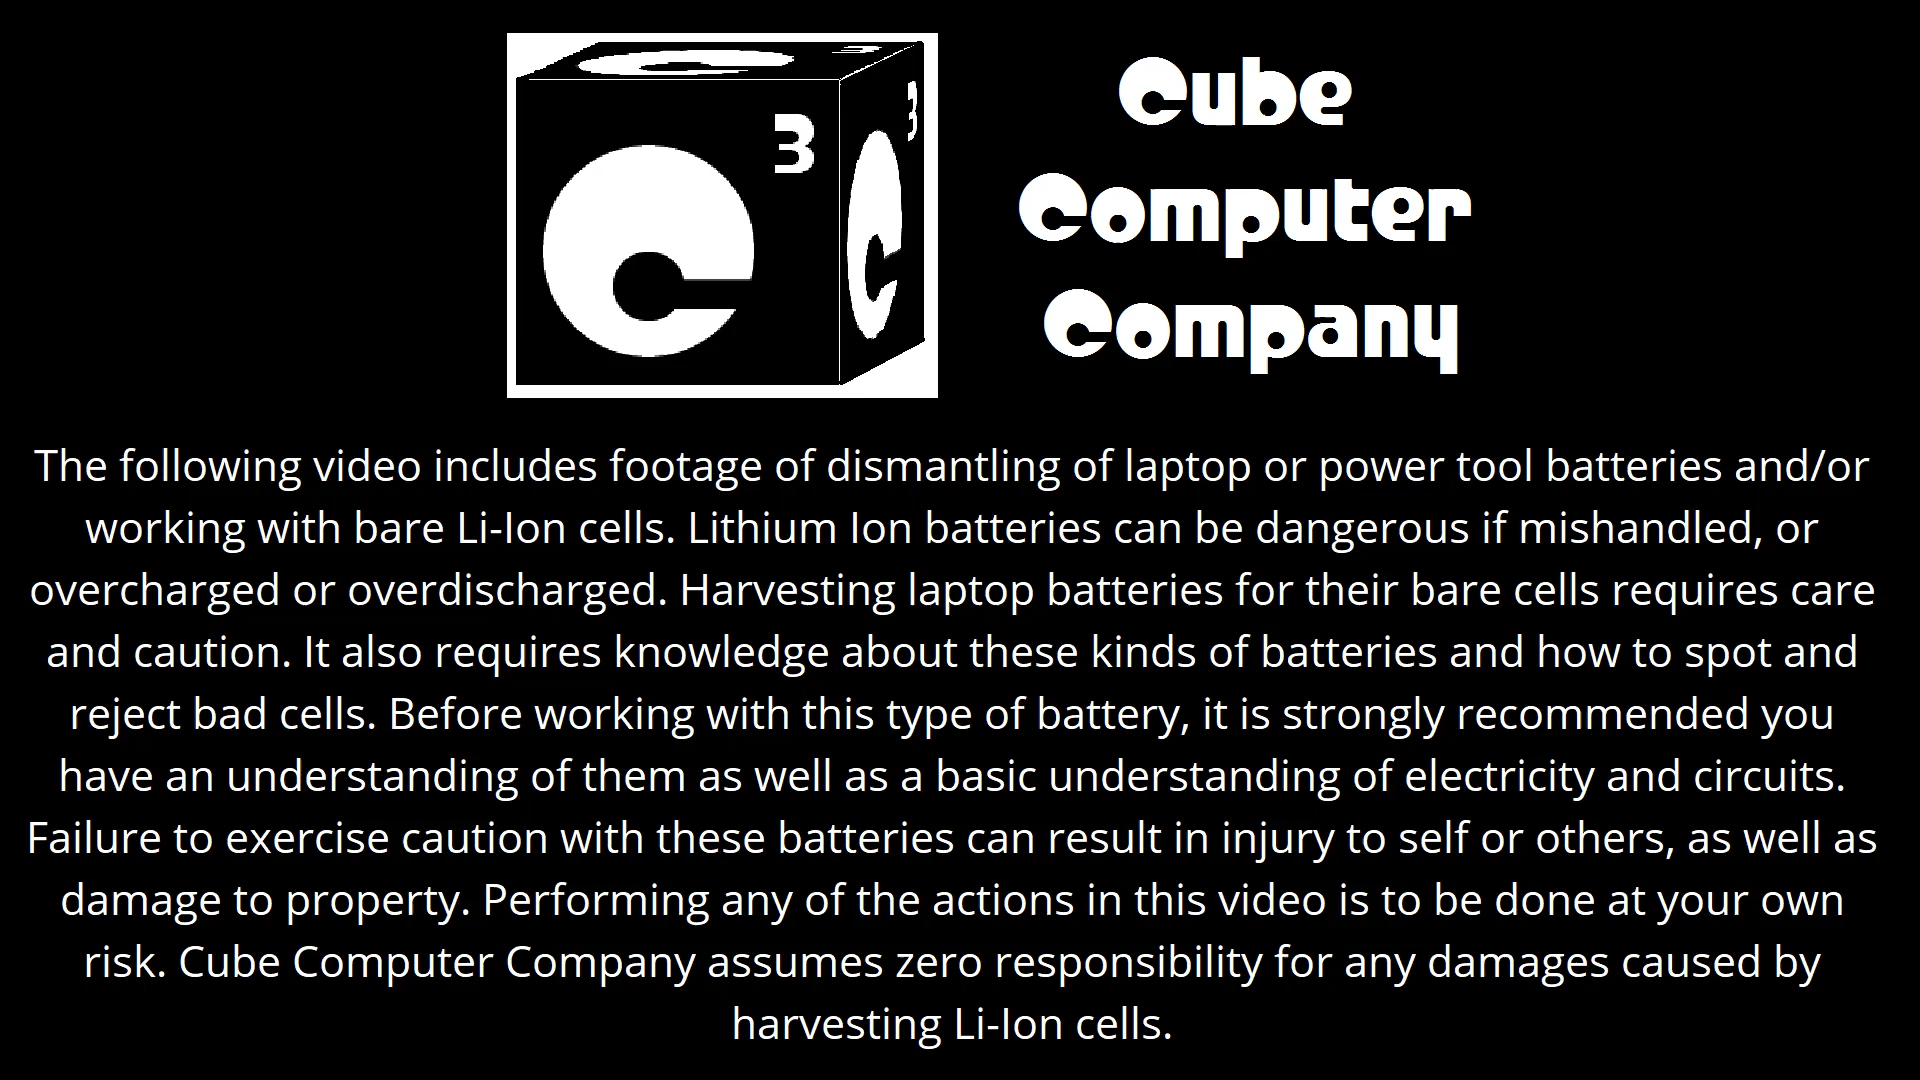 C 3
C 3
C 3
Cube
Computer
Company
The following video includes footage of dismantling of laptop or power tool batteries and/or
working with bare Li-Ion cells. Lithium Ion batteries can be dangerous if mishandled, or
overcharged or overdischarged. Harvesting laptop batteries for their bare cells requires care
and caution. It also requires knowledge about these kinds of batteries and how to spot and
reject bad cells. Before working with this type of battery, it is strongly recommended you
have an understanding of them as well as a basic understanding of electricity and circuits.
Failure to exercise caution with these batteries can result in injury to self or others, as well as
damage to property. Performing any of the actions in this video is to be done at your own
risk. Cube Computer Company assumes zero responsibility for any damages caused by
harvesting Li-Ion cells.